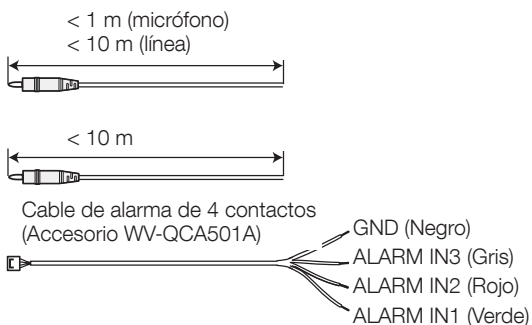 < 1 m (micrófono)
< 10 m (línea)
< 10 m
Cable de alarma de 4 contactos
(Accesorio WV-QCA501A)
GND (Negro)
ALARM IN3 (Gris)
ALARM IN2 (Rojo)
ALARM IN1 (Verde)